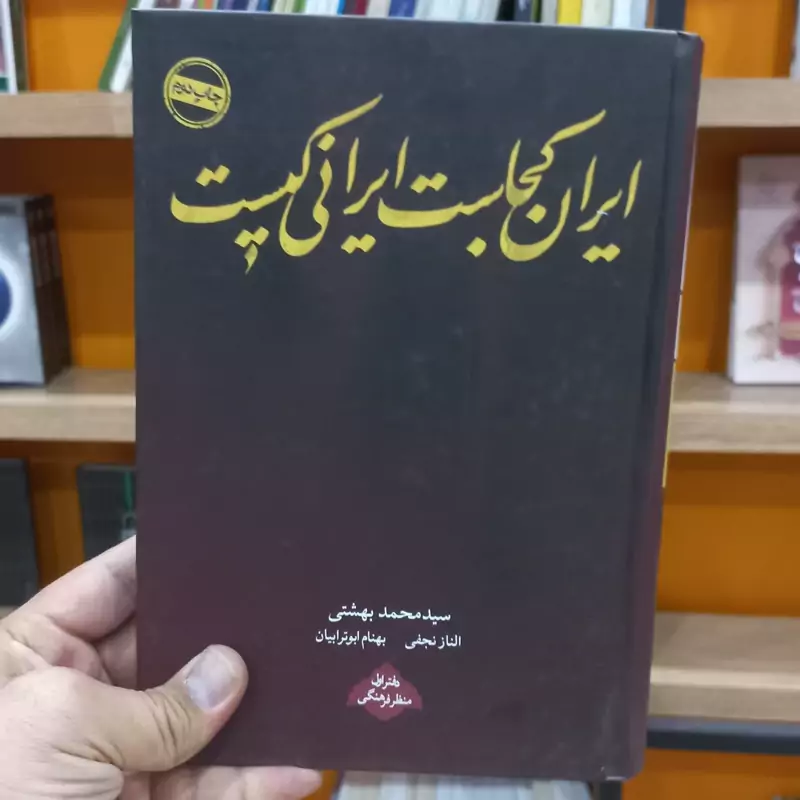 چاپ دوم
ایران کجاست ایرانی کیست
سید محمد بهشتی
الناز نجفی   بهنام ابوترابیان
دفتر اول
منظر فرهنگی